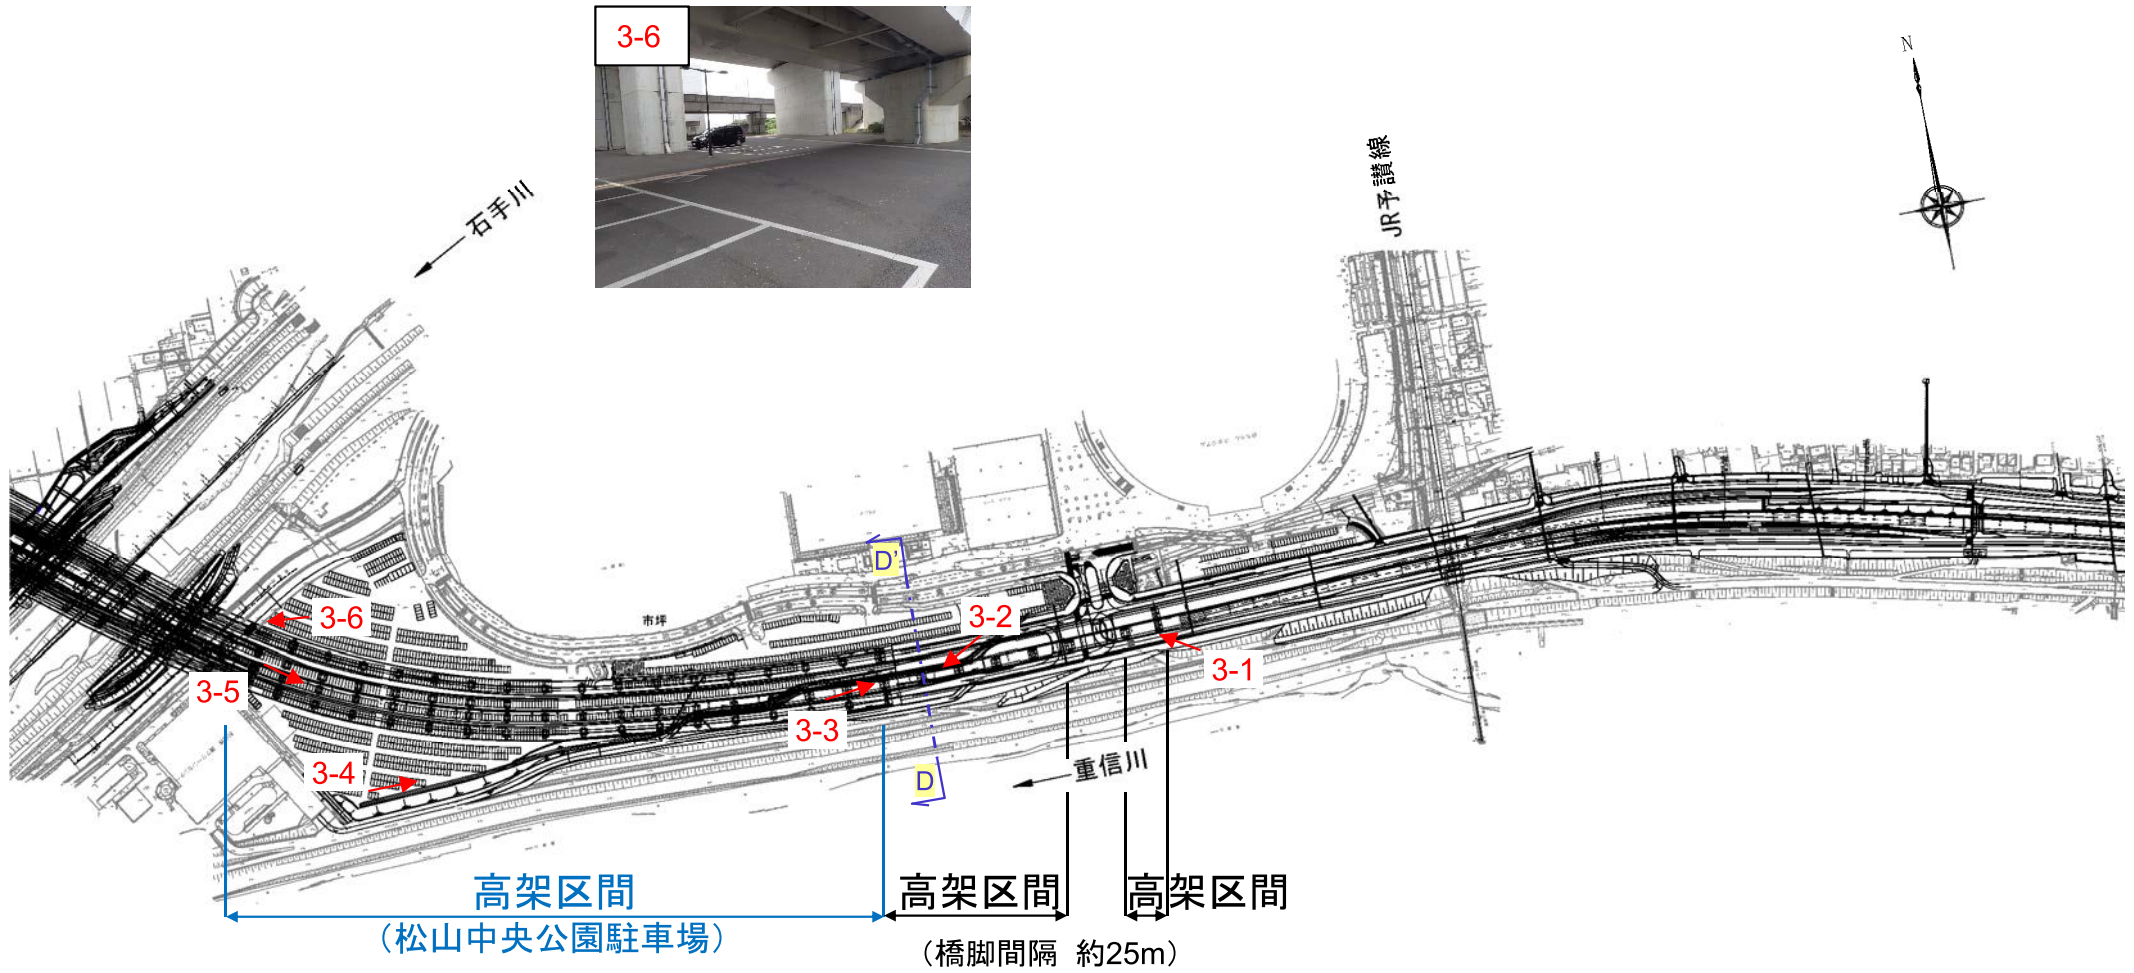 3-6
N
JR予讃線
石手川
D'
市坪
3-6
3-2
3-1
3-5
3-3
3-4
D
重信川
高架区間
(松山中央公園駐車場)
高架区間
高架区間
(橋脚間隔 約25m)